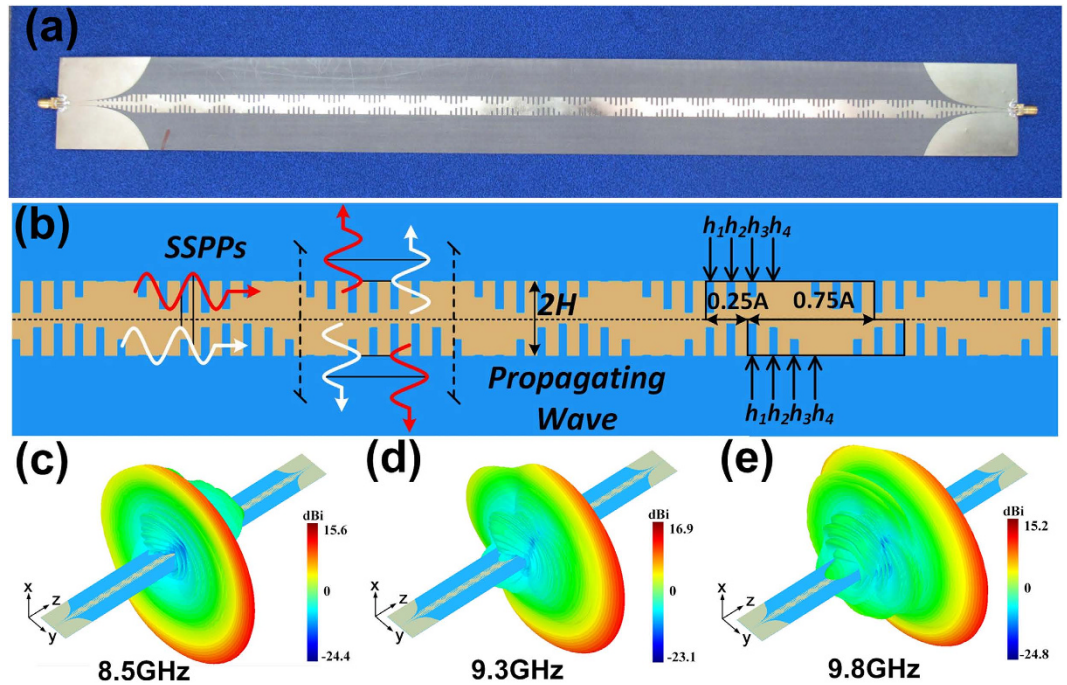 (a)
(b)
SSPPs
2H
h1h2h3h4
0.25A
0.75A
Propagating
Wave
h1h2h3h4
(c)
dBi
15.6
0
-24.4
x
z
y
8.5GHz
(d)
dBi
16.9
0
-23.1
x
z
y
9.3GHz
(e)
dBi
15.2
0
-24.8
x
z
y
9.8GHz